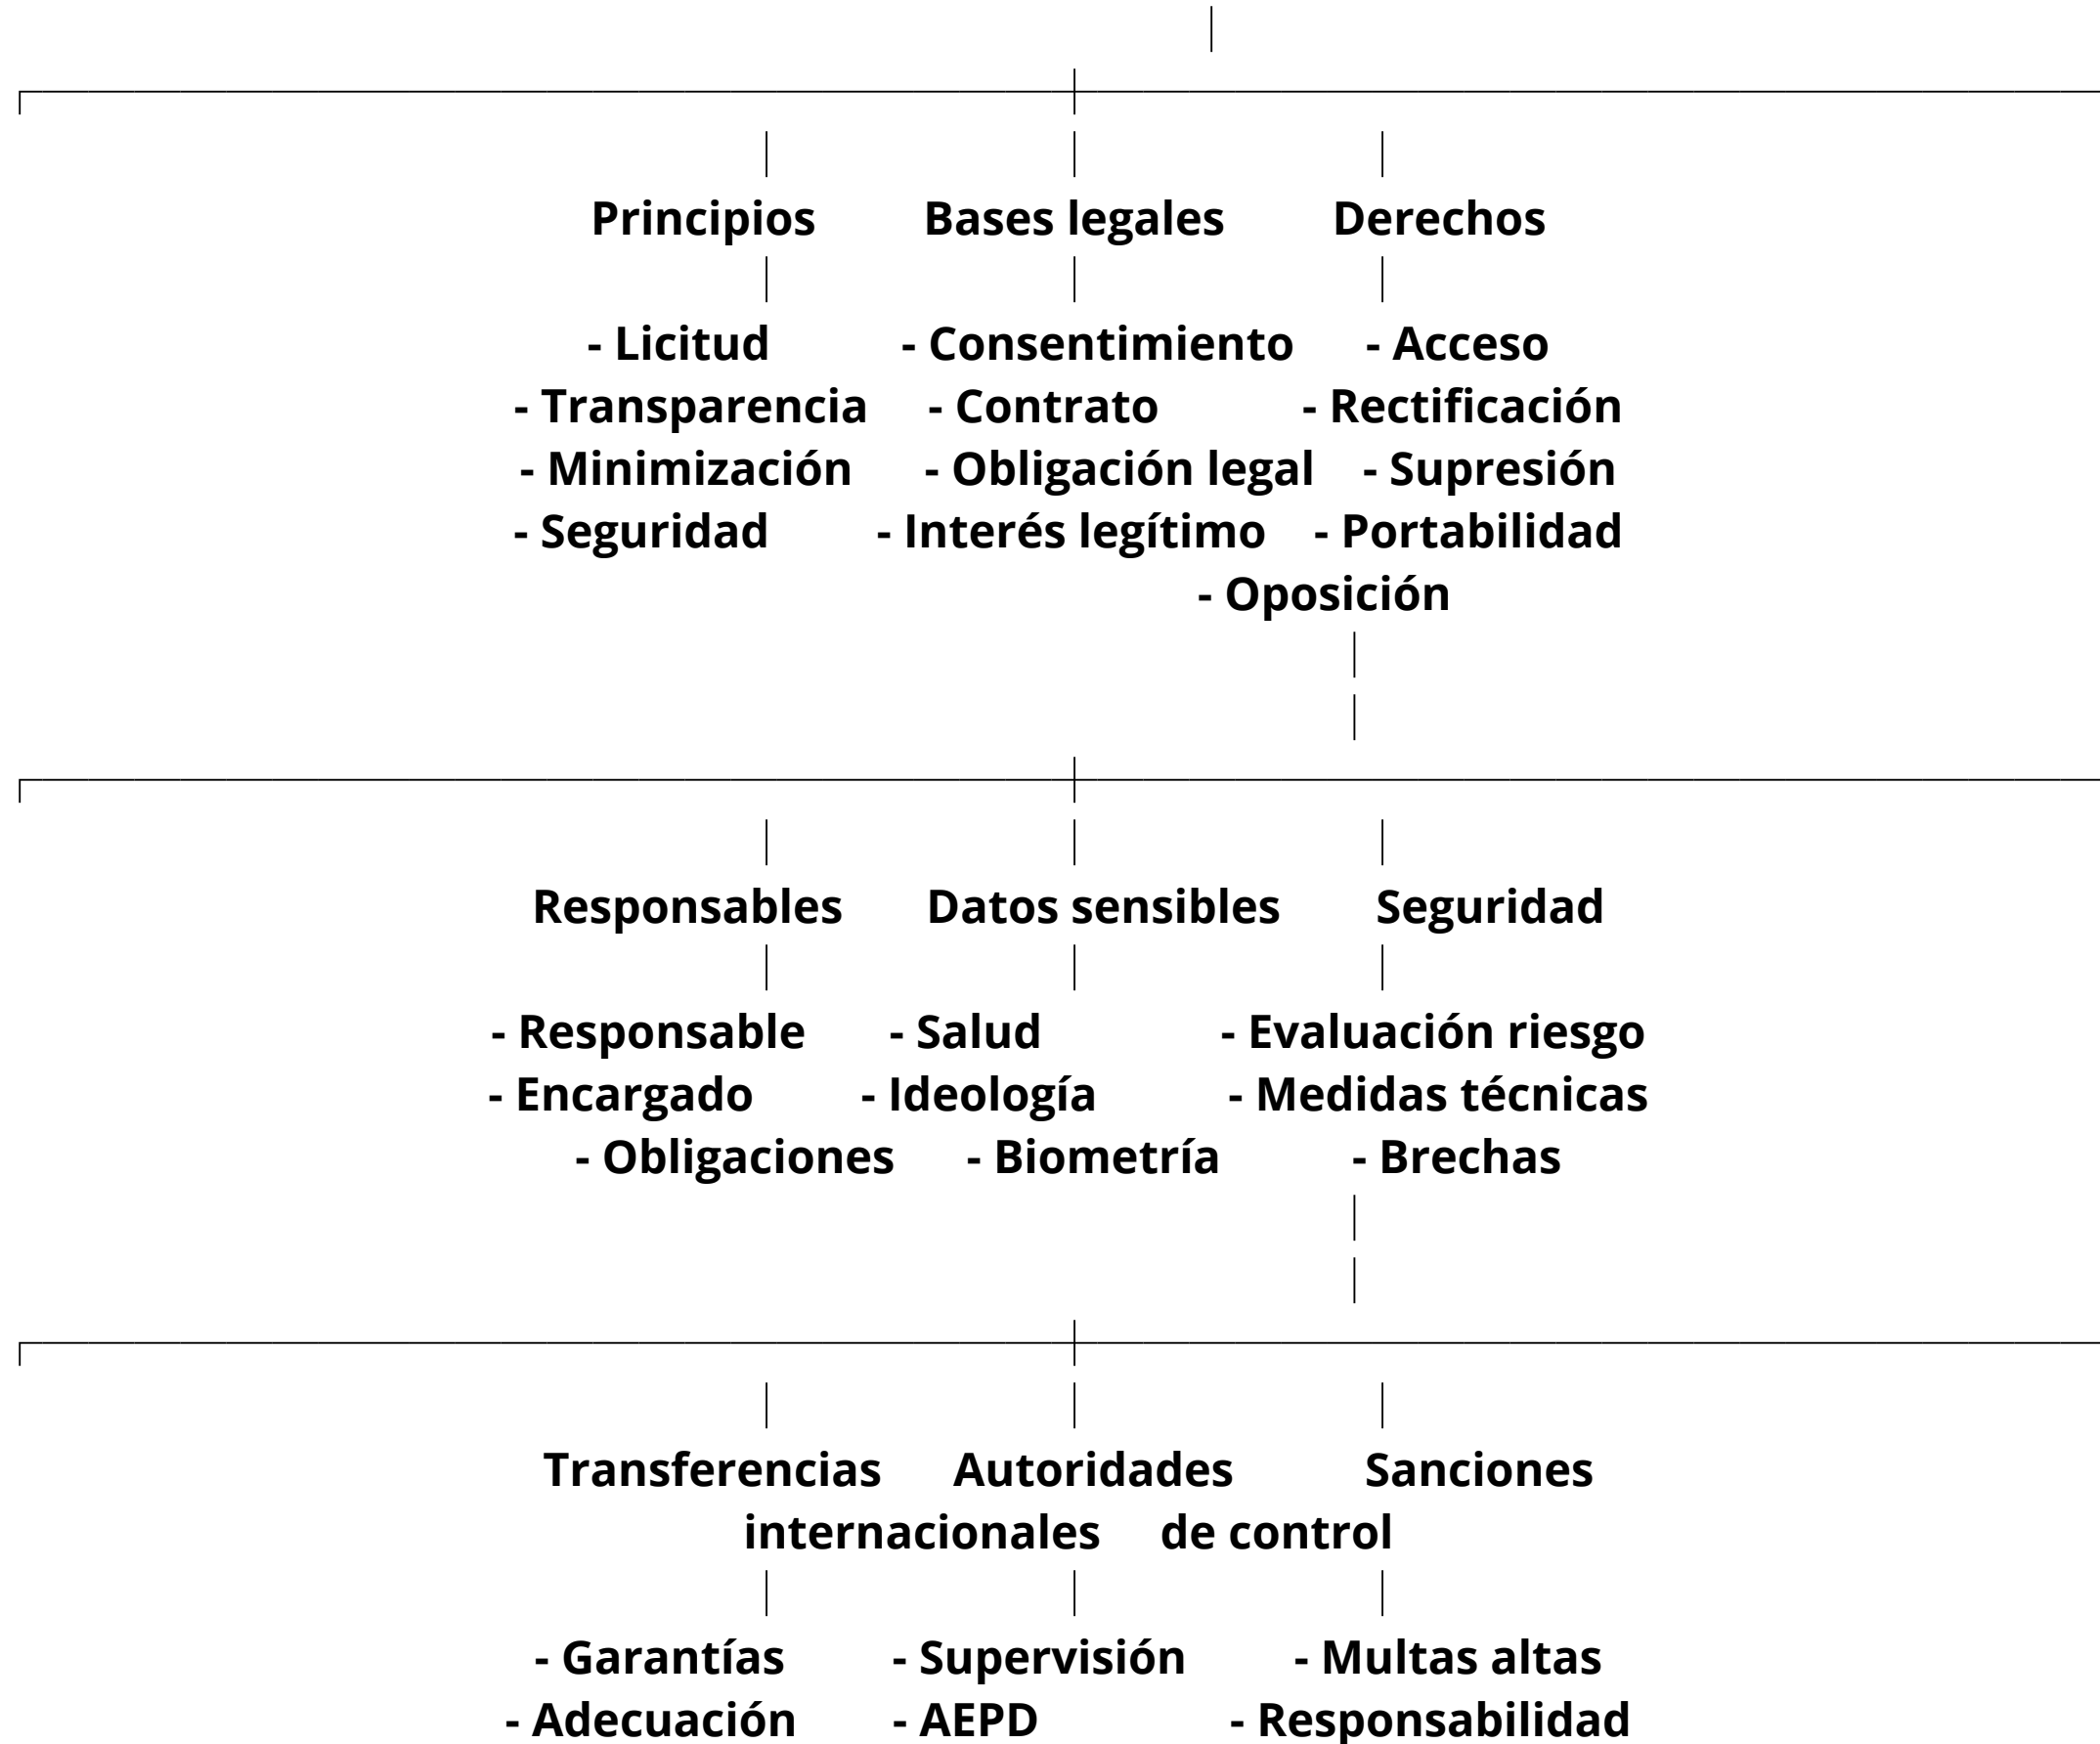 Principios Bases legales Derechos
- Licitud - Consentimiento - Acceso
- Transparencia - Contrato - Rectificación
- Minimización - Obligación legal - Supresión
- Seguridad - Interés legítimo - Portabilidad
- Oposición
Responsables Datos sensibles Seguridad
- Responsable - Salud - Evaluación riesgo
- Encargado - Ideología - Medidas técnicas
- Obligaciones - Biometría - Brechas
Transferencias Autoridades Sanciones
internacionales de control
- Garantías - Supervisión - Multas altas
- Adecuación - AEPD - Responsabilidad